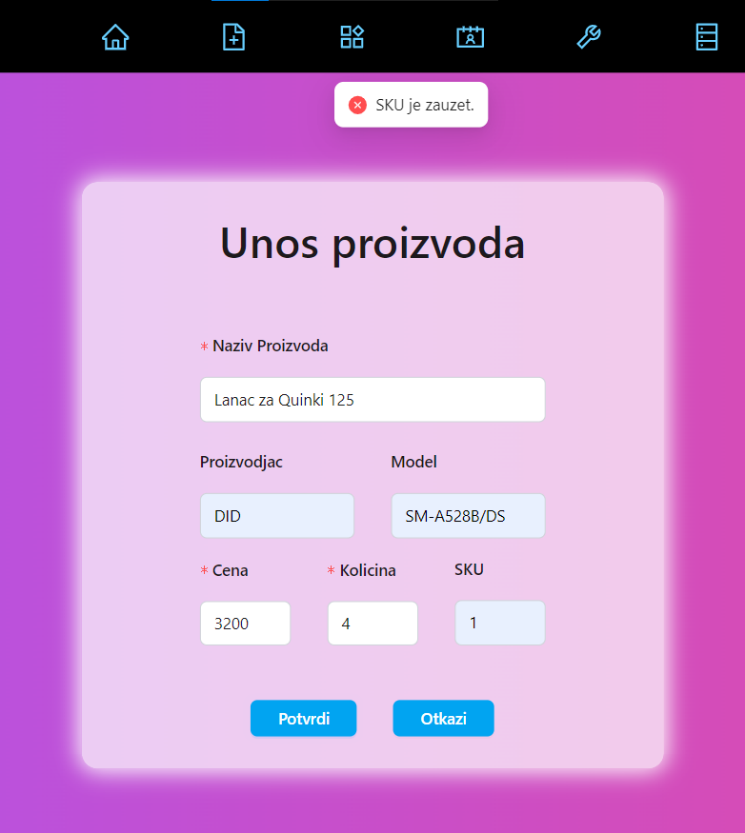 SKU je zauzet.
Unos proizvoda
* Naziv Proizvoda
Lanac za Quinki 125
Proizvodjac Model
DID SM-A528B/DS
* Cena * Kolicina SKU
3200 4 1
Potvrdi Otkazi